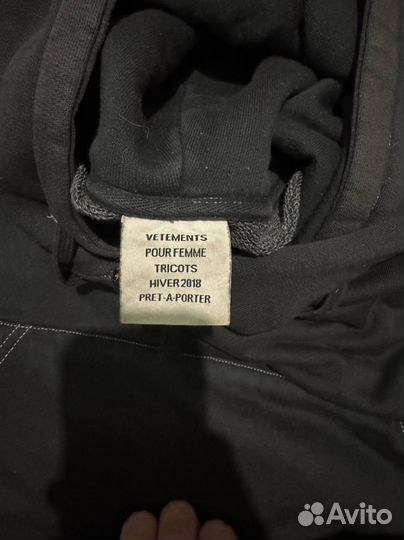 VETEMENTS
POUR FEMME
TRICOTS
HIVER 2018
PRET-A-PORTER
Avito